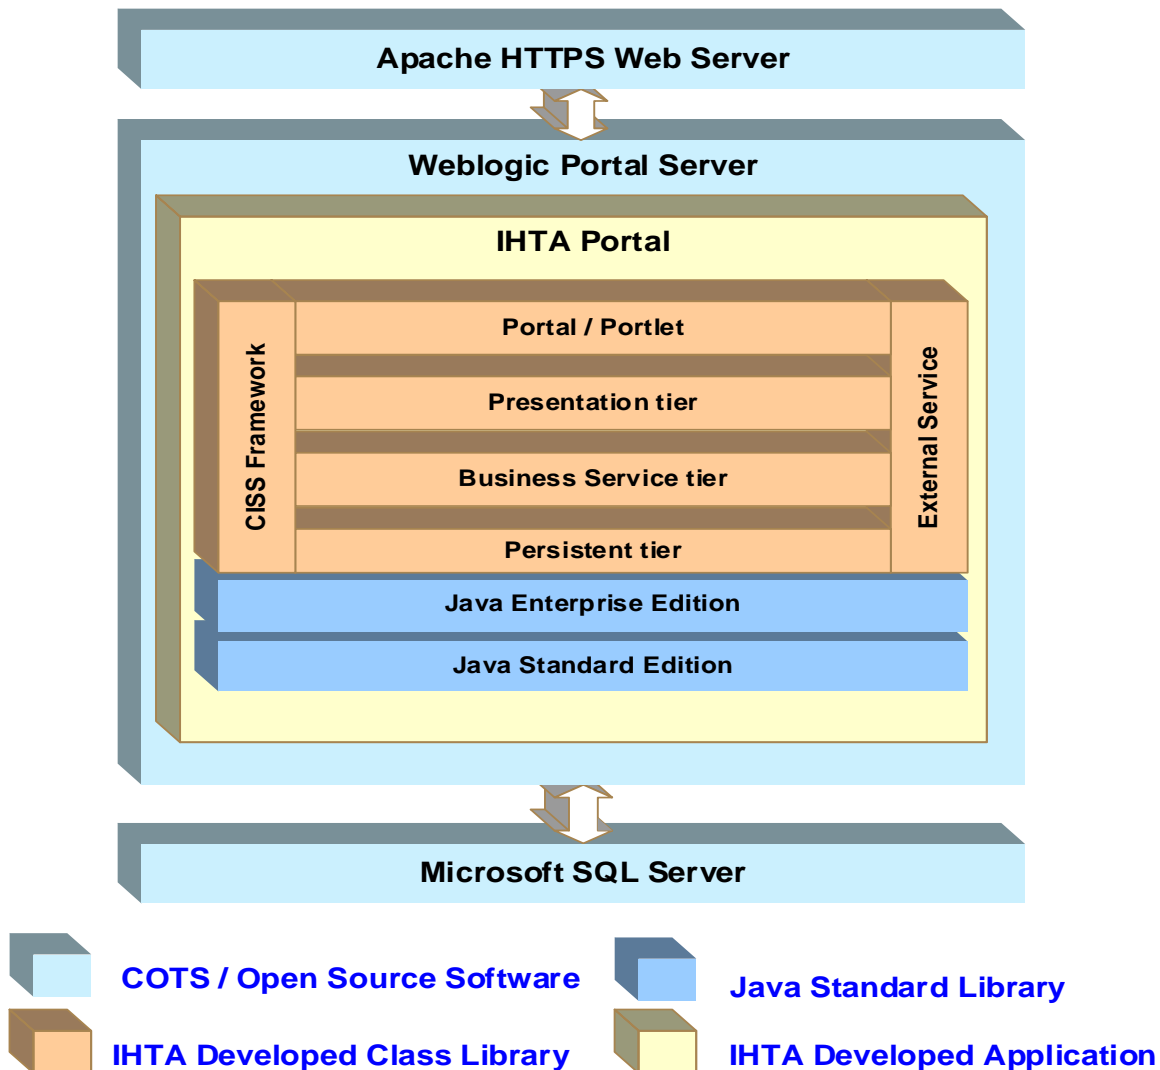 Apache HTTPS Web Server
Weblogic Portal Server
IHTA Portal
CISS Framework
Portal / Portlet
Presentation tier
Business Service tier
Persistent tier
External Service
Java Enterprise Edition
Java Standard Edition
Microsoft SQL Server
COTS / Open Source Software
Java Standard Library
IHTA Developed Class Library
IHTA Developed Application